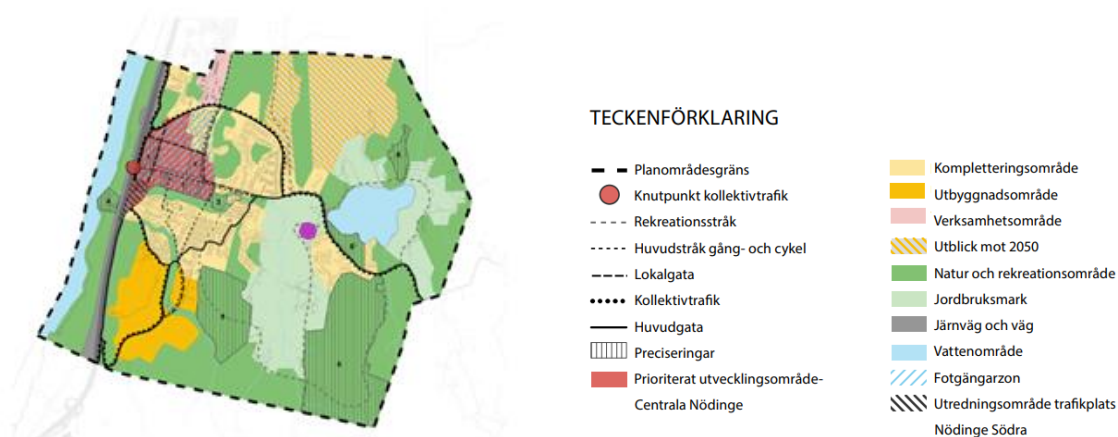 TECKENFÖRKLARING
Planområdesgräns
Knutpunkt kollektivtrafik
Rekreationsstråk
Huvudstråk gång- och cykel
Lokalgata
Kollektivtrafik
Huvudgata
Preciseringar
Prioriterat utvecklingsområde-
Centrala Nödinge
Kompletteringsområde
Utbyggnadsområde
Verksamhetsområde
Utblick mot 2050
Natur och rekreationsområde
Jordbruksmark
Järnväg och väg
Vattenområde
Fotgängarzon
Utredningsområde trafikplats
Nödinge Södra